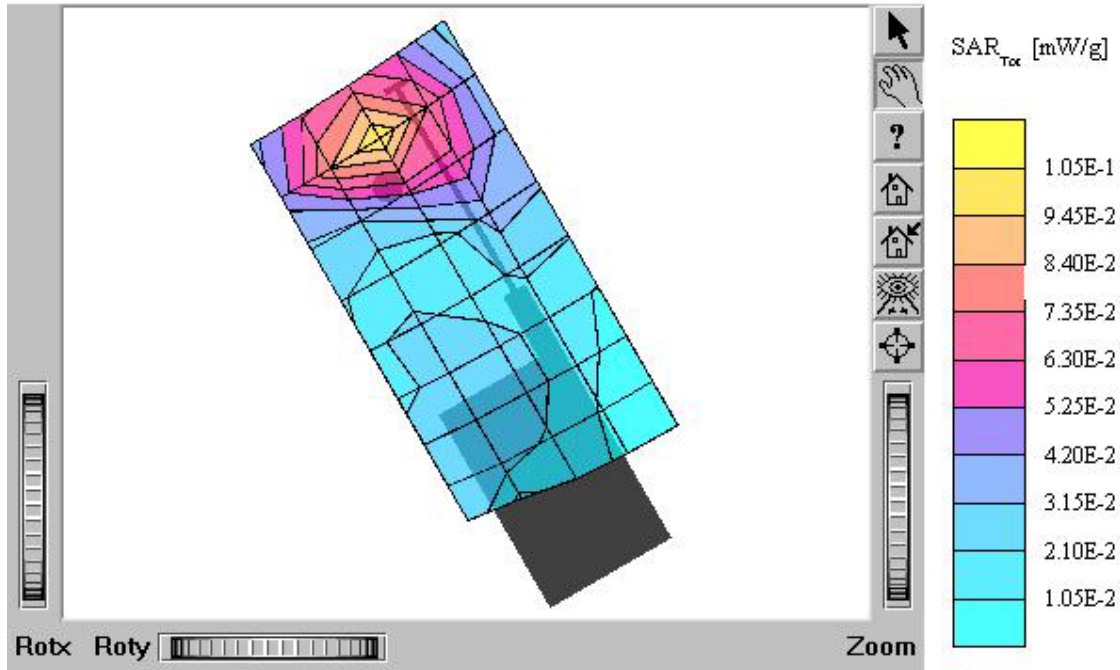 SAR_Tot [mW/g]
?
1.05E-1
9.45E-2
8.40E-2
7.35E-2
6.30E-2
5.25E-2
4.20E-2
3.15E-2
2.10E-2
1.05E-2
Rotx Roty Zoom